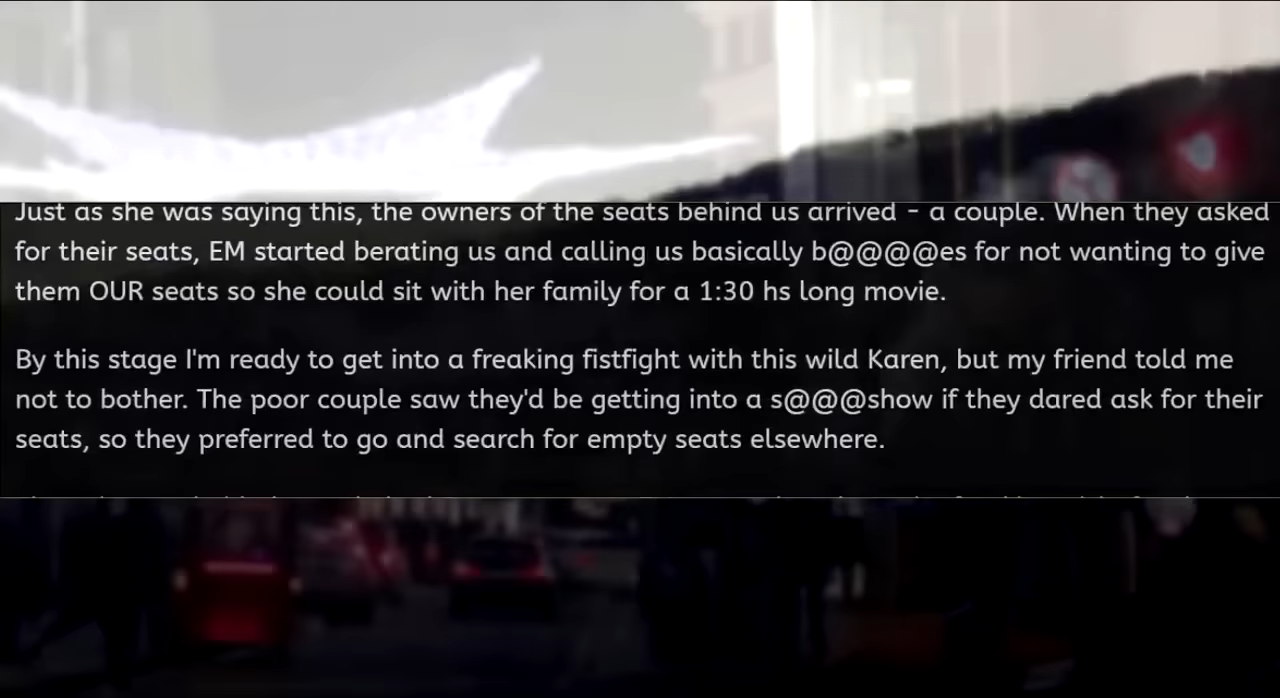 Just as she was saying this, the owners of the seats behind us arrived - a couple. When they asked
for their seats, EM started berating us and calling us basically b@@@@es for not wanting to give
them OUR seats so she could sit with her family for a 1:30 hs long movie.
By this stage I'm ready to get into a freaking fistfight with this wild Karen, but my friend told me
not to bother. The poor couple saw they'd be getting into a s@@@show if they dared ask for their
seats, so they preferred to go and search for empty seats elsewhere.